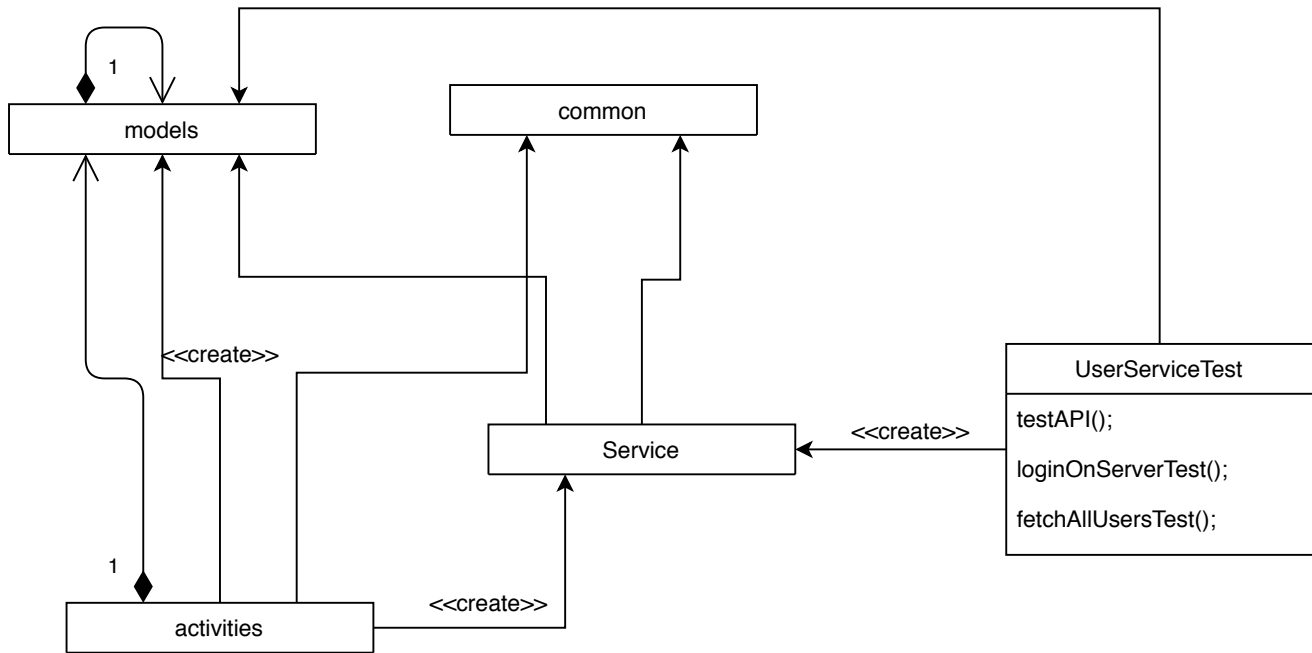 1
common
models
<<create>>
UserServiceTest
testAPI();
<<create>>
Service
loginOnServerTest();
fetchAllUsersTest();
1
<<create>>
activities